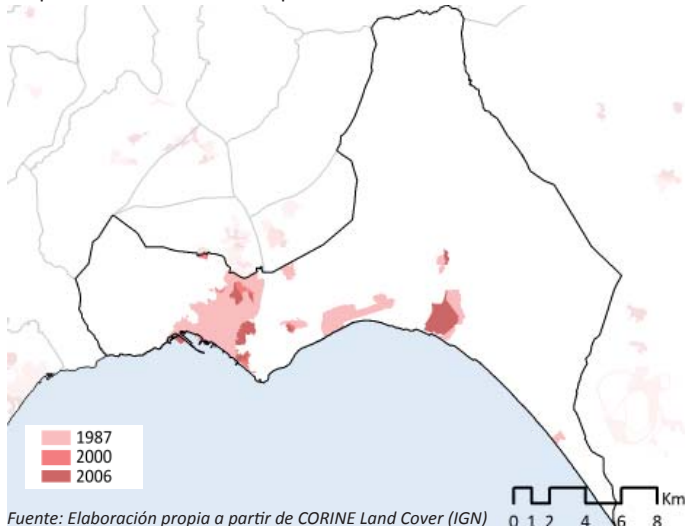 1987
2000
2006
Km
0 1 2 4 6 8
Fuente: Elaboración propia a partir de CORINE Land Cover (IGN)